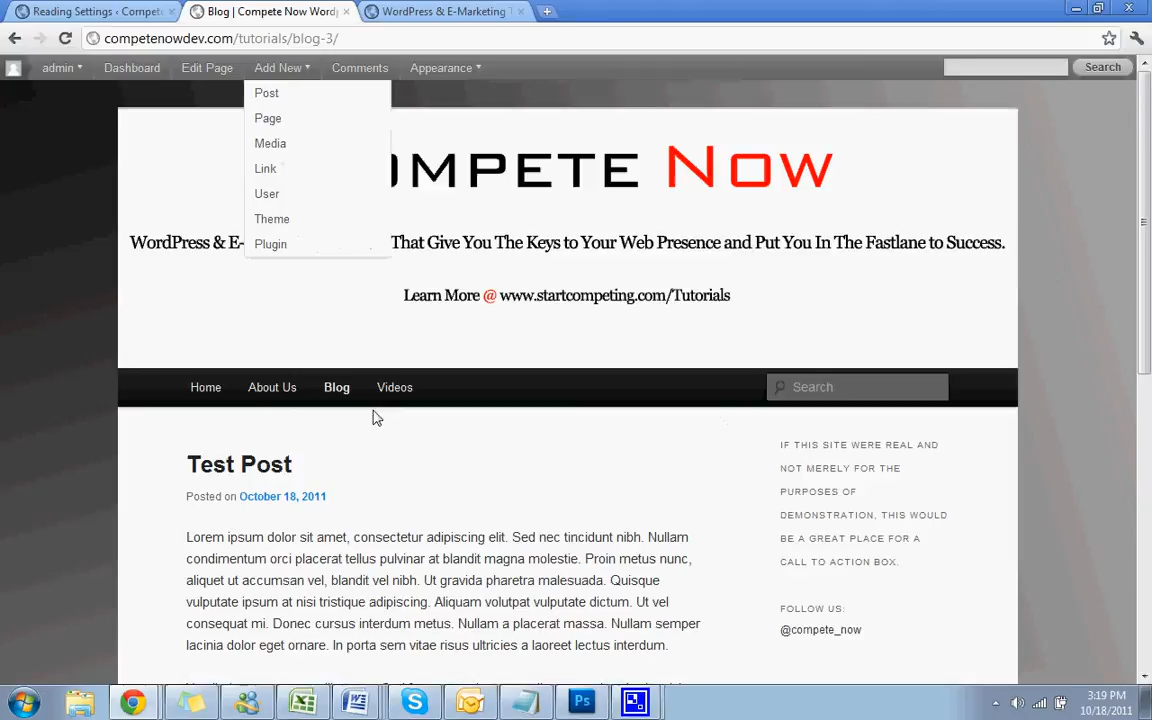 Reading Settings ‹ Compete
Blog | Compete Now Wordp
WordPress & E-Marketing T
competenowdev.com/tutorials/blog-3/
admin Dashboard Edit Page Add New Comments Appearance Search
Post
Page
Media
Link
User
Theme
Plugin
OMPETE NOW
WordPress & E- That Give You The Keys to Your Web Presence and Put You In The Fastlane to Success.
Learn More @ www.startcompeting.com/Tutorials
Home About Us Blog Videos Search
Test Post
Posted on October 18, 2011
Lorem ipsum dolor sit amet, consectetur adipiscing elit. Sed nec tincidunt nibh. Nullam
condimentum orci placerat tellus pulvinar at blandit magna molestie. Proin metus nunc,
aliquet ut accumsan vel, blandit vel nibh. Ut gravida pharetra malesuada. Quisque
vulputate ipsum at nisi tristique adipiscing. Aliquam volutpat vulputate dictum. Ut vel
consequat mi. Donec cursus interdum metus. Nullam a placerat massa. Nullam semper
lacinia dolor eget ornare. In porta sem vitae risus ultricies a laoreet lectus interdum.
IF THIS SITE WERE REAL AND
NOT MERELY FOR THE
PURPOSES OF
DEMONSTRATION, THIS WOULD
BE A GREAT PLACE FOR A
CALL TO ACTION BOX.
FOLLOW US:
@compete_now
3:19 PM
10/18/2011